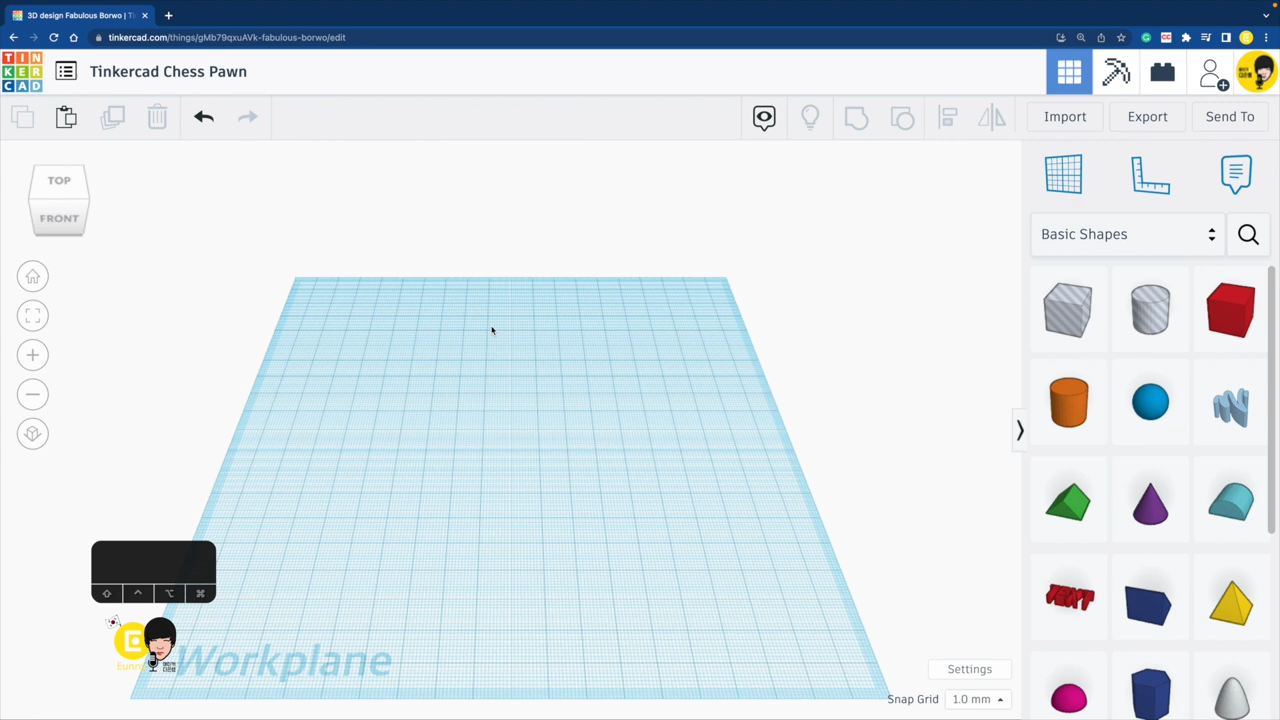 3D design Fabulous Borwo | Ti
tinkercad.com/things/gMb79qxuAVk-fabulous-borwo/edit
TIN
KER
CAD
Tinkercad Chess Pawn
Import
Export
Send To
TOP
FRONT
Basic Shapes
TEXT
Workplane
Settings
Snap Grid
1.0 mm